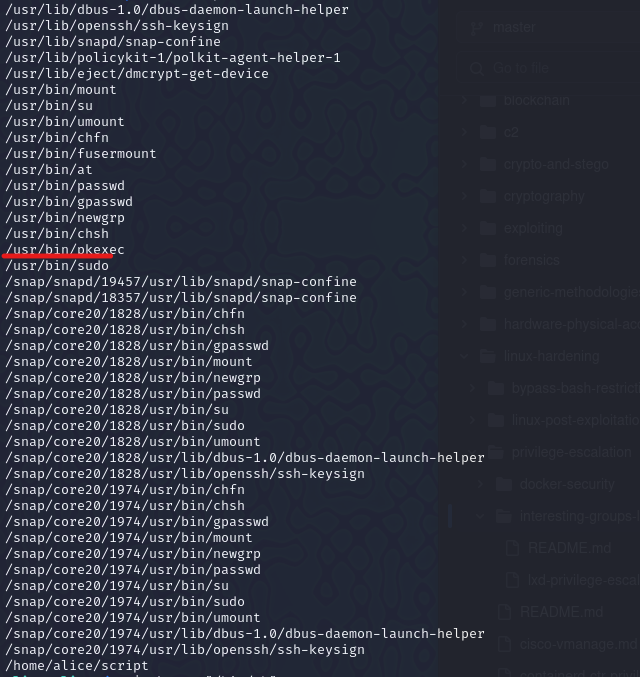 /usr/lib/dbus-1.0/dbus-daemon-launch-helper
/usr/lib/openssh/ssh-keysign
/usr/lib/snapd/snap-confine
/usr/lib/policykit-1/polkit-agent-helper-1
/usr/lib/eject/dmcrypt-get-device
/usr/bin/mount
/usr/bin/su
/usr/bin/umount
/usr/bin/chfn
/usr/bin/fusermount
/usr/bin/at
/usr/bin/passwd
/usr/bin/gpasswd
/usr/bin/newgrp
/usr/bin/chsh
/usr/bin/pkexec
/usr/bin/sudo
/snap/snapd/19457/usr/lib/snapd/snap-confine
/snap/snapd/18357/usr/lib/snapd/snap-confine
/snap/core20/1828/usr/bin/chfn
/snap/core20/1828/usr/bin/chsh
/snap/core20/1828/usr/bin/gpasswd
/snap/core20/1828/usr/bin/mount
/snap/core20/1828/usr/bin/newgrp
/snap/core20/1828/usr/bin/passwd
/snap/core20/1828/usr/bin/su
/snap/core20/1828/usr/bin/sudo
/snap/core20/1828/usr/bin/umount
/snap/core20/1828/usr/lib/dbus-1.0/dbus-daemon-launch-helper
/snap/core20/1828/usr/lib/openssh/ssh-keysign
/snap/core20/1974/usr/bin/chfn
/snap/core20/1974/usr/bin/chsh
/snap/core20/1974/usr/bin/gpasswd
/snap/core20/1974/usr/bin/mount
/snap/core20/1974/usr/bin/newgrp
/snap/core20/1974/usr/bin/passwd
/snap/core20/1974/usr/bin/su
/snap/core20/1974/usr/bin/sudo
/snap/core20/1974/usr/bin/umount
/snap/core20/1974/usr/lib/dbus-1.0/dbus-daemon-launch-helper
/snap/core20/1974/usr/lib/openssh/ssh-keysign
/home/alice/script
master
Go to file
blockchain
c2
crypto-and-stego
cryptography
exploiting
forensics
generic-methodologies
hardware-physical-acc
linux-hardening
bypass-bash-restricti
linux-post-exploitatio
privilege-escalation
docker-security
interesting-groups-
README.md
lxd-privilege-esca
README.md
cisco-vmanage.md